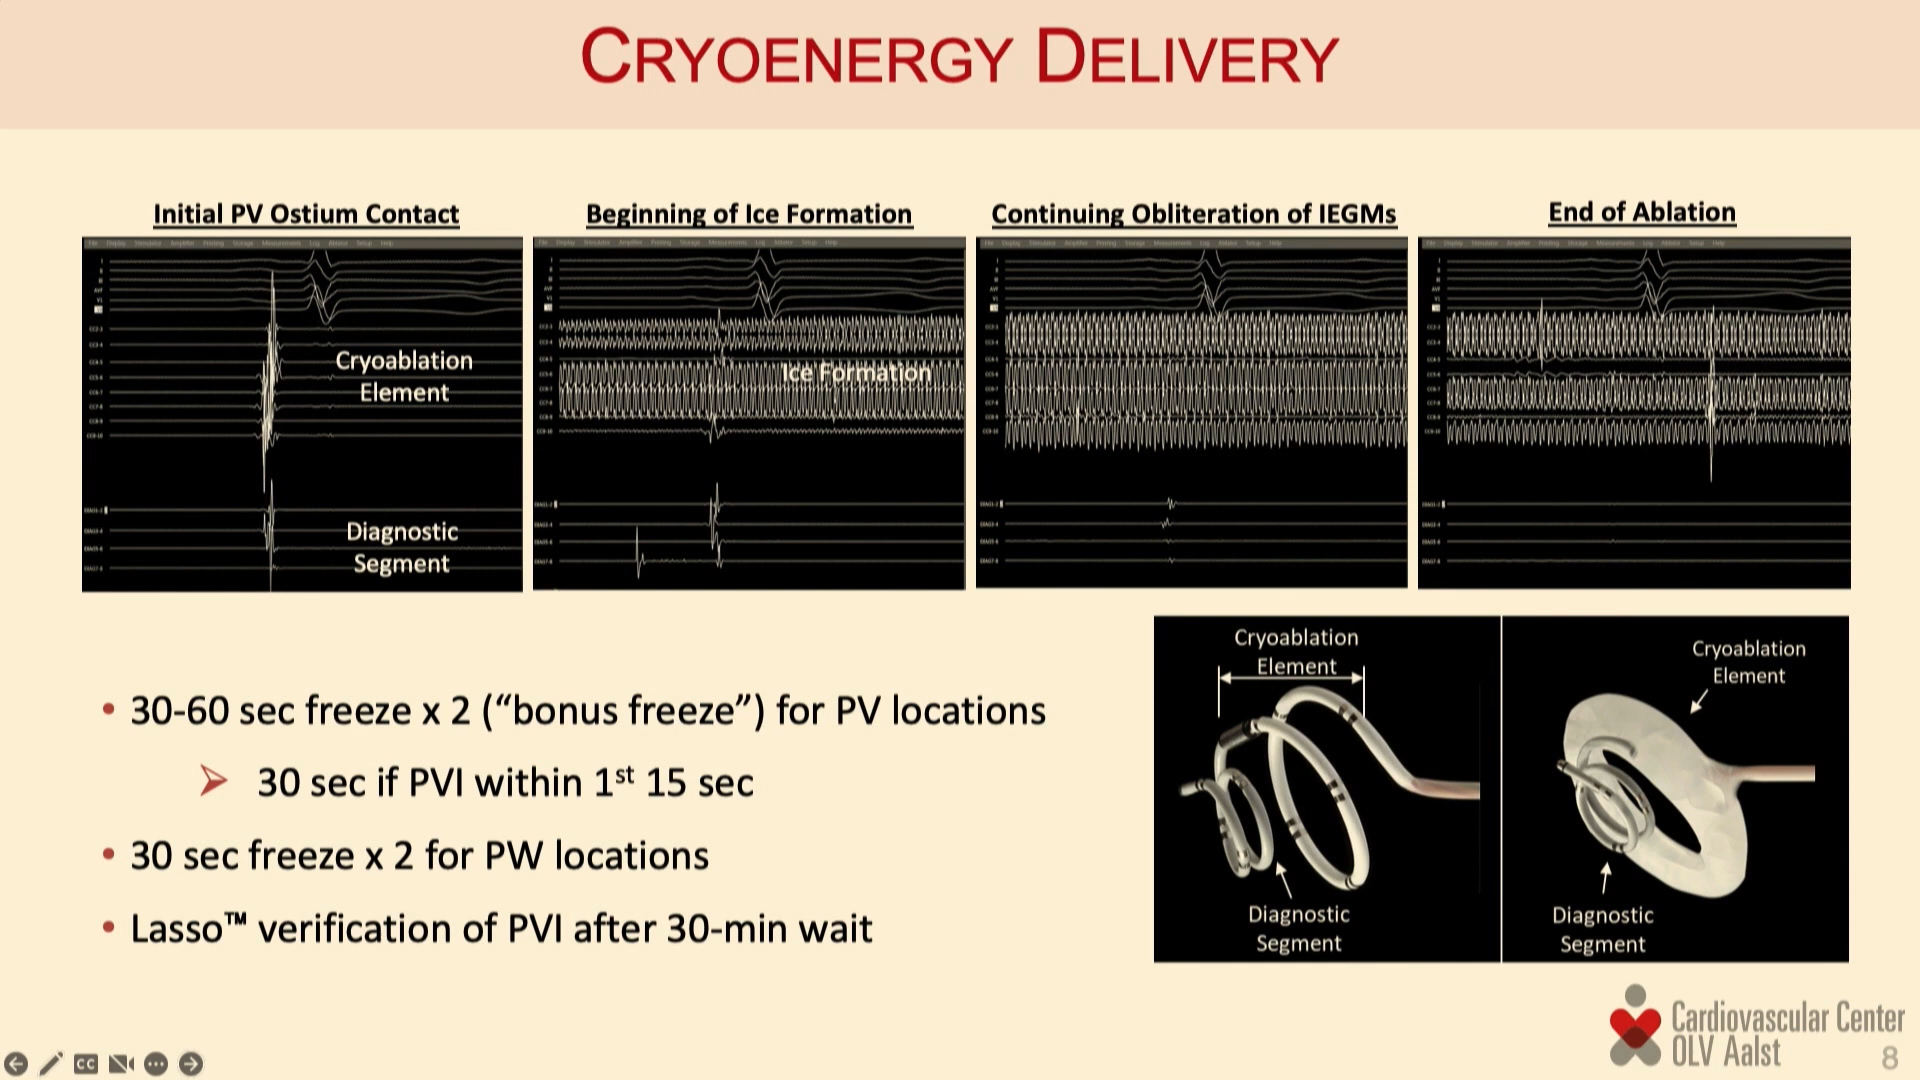 CRYOENERGY DELIVERY
Initial PV Ostium Contact
Beginning of Ice Formation
Continuing Obliteration of IEGMs
End of Ablation
Cryoablation
Element
Diagnostic
Segment
Ice Formation
• 30-60 sec freeze x 2 (“bonus freeze”) for PV locations
➢ 30 sec if PVI within 1st 15 sec
• 30 sec freeze x 2 for PW locations
• Lasso™ verification of PVI after 30-min wait
Cryoablation
Element
Diagnostic
Segment
Cryoablation
Element
Diagnostic
Segment
Cardiovascular Center
OLV Aalst
8
CC